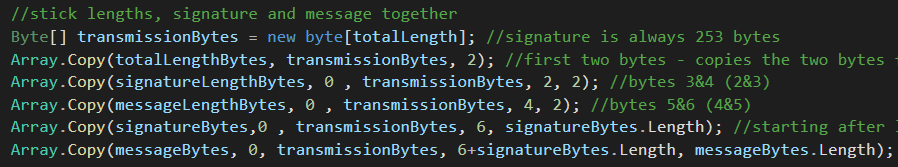 //stick lengths, signature and message together
Byte[] transmissionBytes = new byte[totalLength]; //signature is always 253 bytes
Array.Copy(totalLengthBytes, transmissionBytes, 2); //first two bytes - copies the two bytes
Array.Copy(signatureLengthBytes, 0 , transmissionBytes, 2, 2); //bytes 3&4 (2&3)
Array.Copy(messageLengthBytes, 0 , transmissionBytes, 4, 2); //bytes 5&6 (4&5)
Array.Copy(signatureBytes,0 , transmissionBytes, 6, signatureBytes.Length); //starting after
Array.Copy(messageBytes, 0, transmissionBytes, 6+signatureBytes.Length, messageBytes.Length);